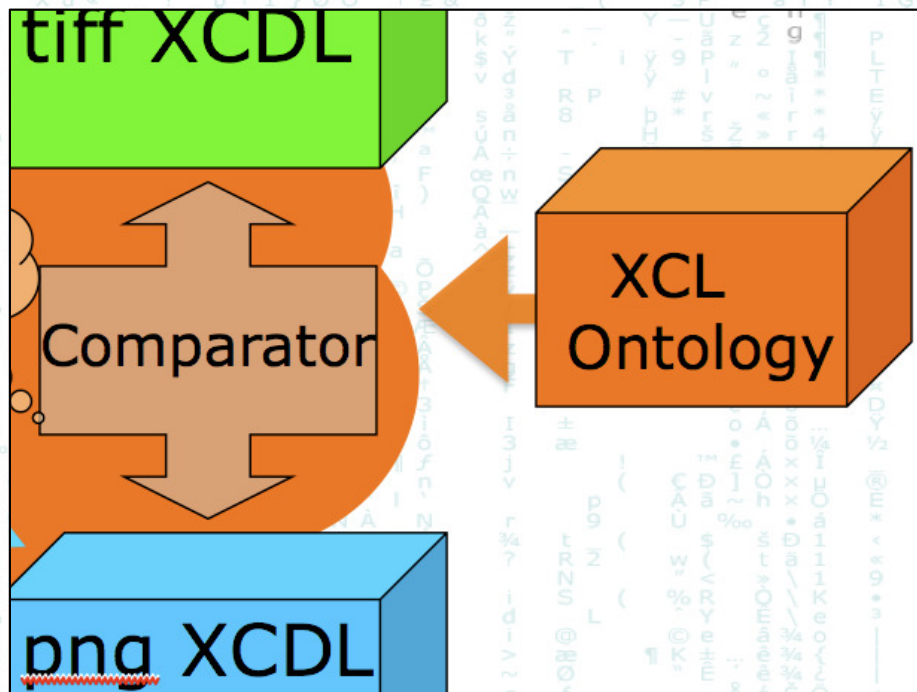 tiff XCDL
Comparator
XCL
Ontology
png XCDL